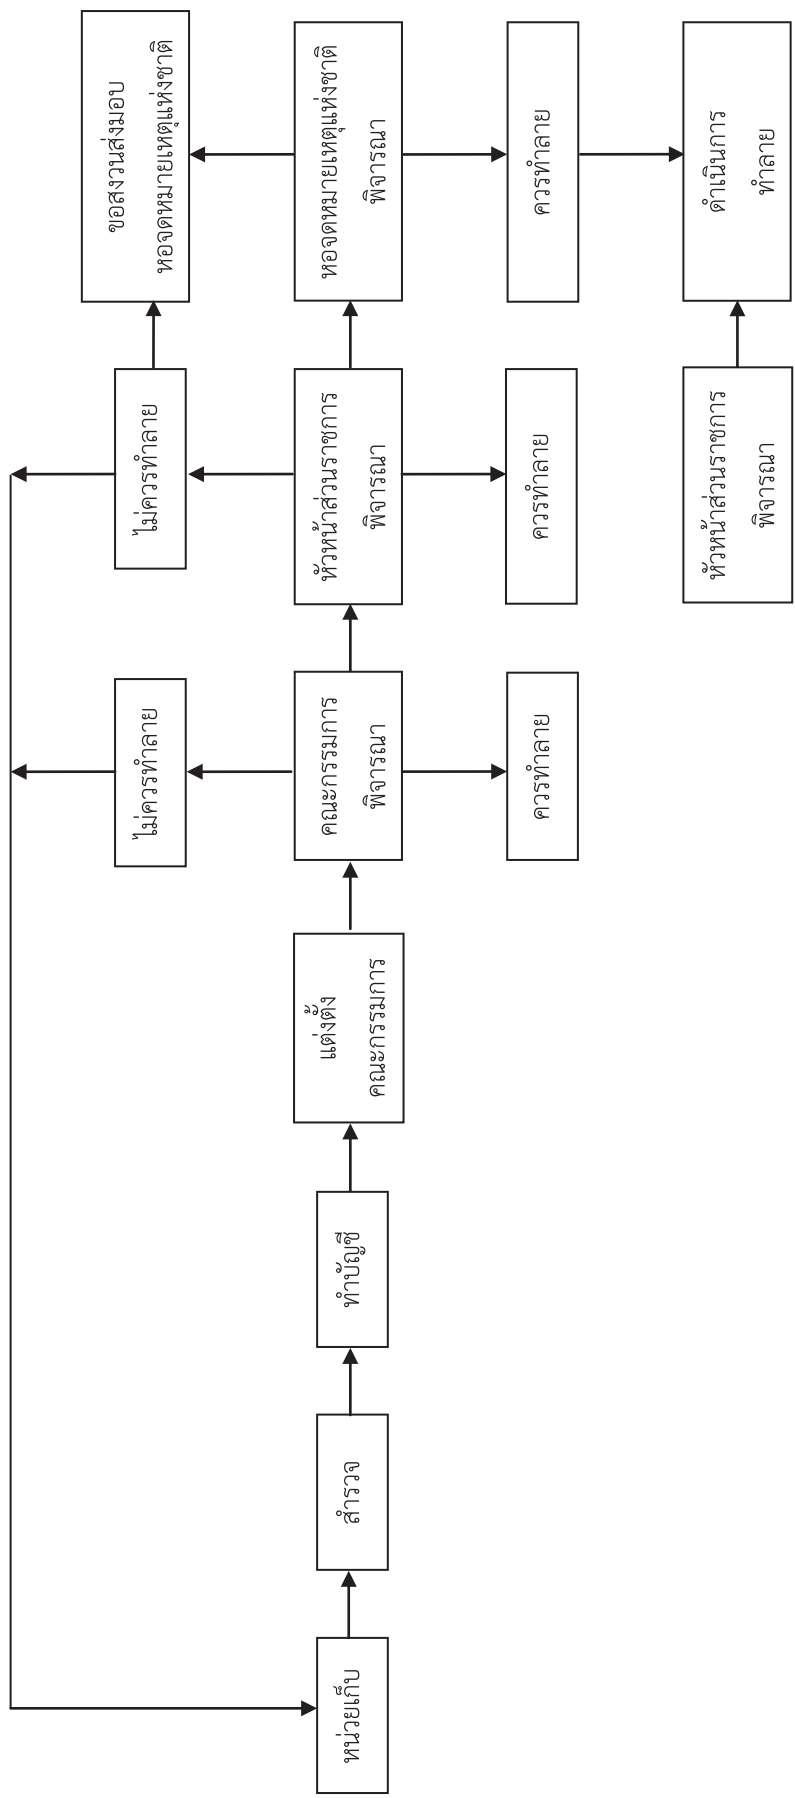 ขอสงวนส่งมอบ
หอจดหมายเหตุแห่งชาติ
ไม่ควรทำลาย
ไม่ควรทำลาย
หน่วยเก็บ
สำรวจ
ทำบัญชี
แต่งตั้ง
คณะกรรมการ
คณะกรรมการ
พิจารณา
หัวหน้าส่วนราชการ
พิจารณา
หอจดหมายเหตุแห่งชาติ
พิจารณา
ควรทำลาย
ควรทำลาย
ควรทำลาย
หัวหน้าส่วนราชการ
พิจารณา
ดำเนินการ
ทำลาย